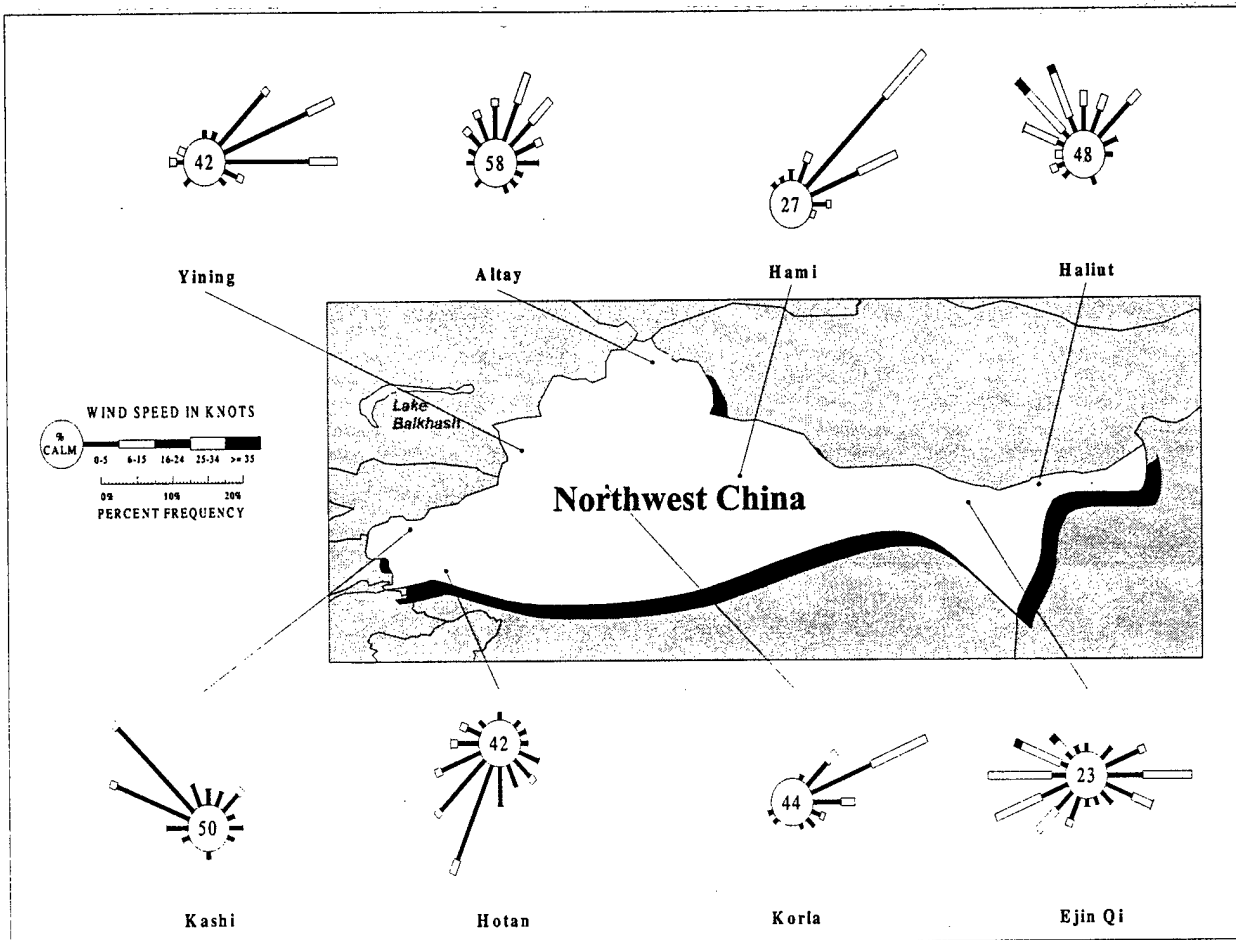 42
58
27
48
Yining
Altay
Hami
Haliut
Lake
Balkhash
Northwest China
WIND SPEED IN KNOTS
%
CALM
0-5 6-15 16-24 25-34 >= 35
0% 10% 20%
PERCENT FREQUENCY
50
42
44
23
Kashi
Hotan
Korla
Ejin Qi